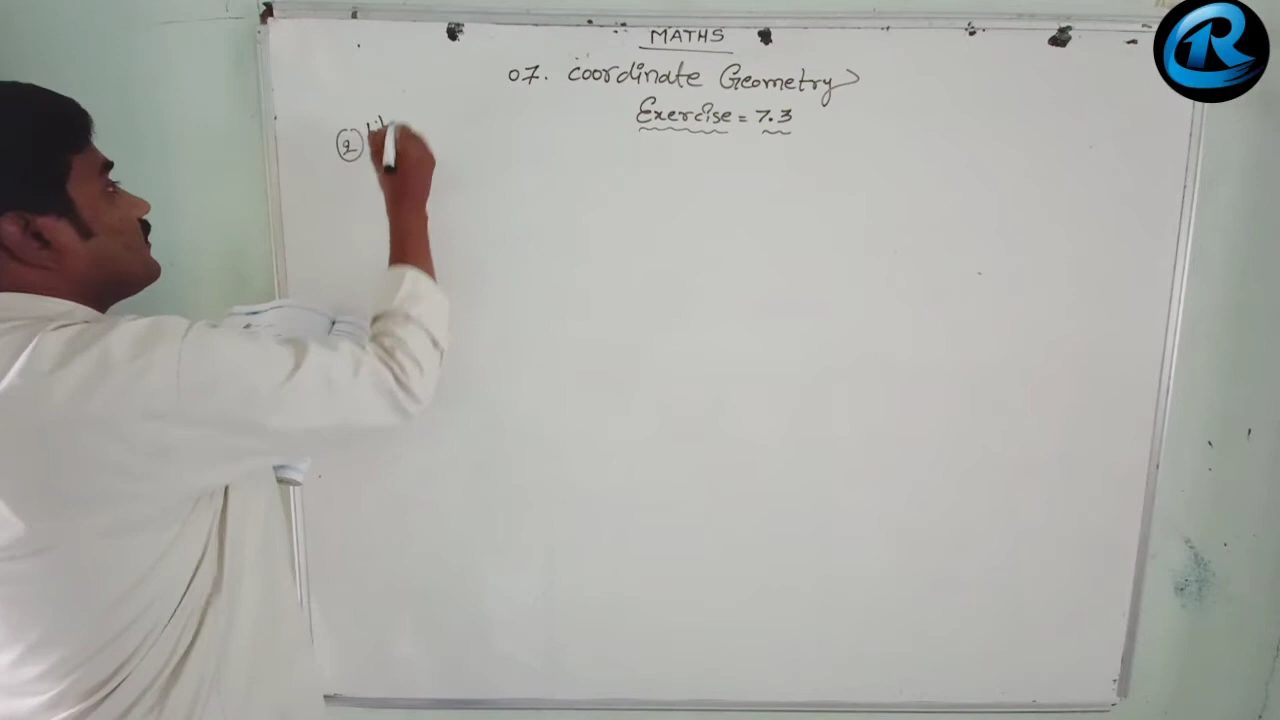 MATHS
07. Coordinate Geometry
Exercise = 7.3
2
R